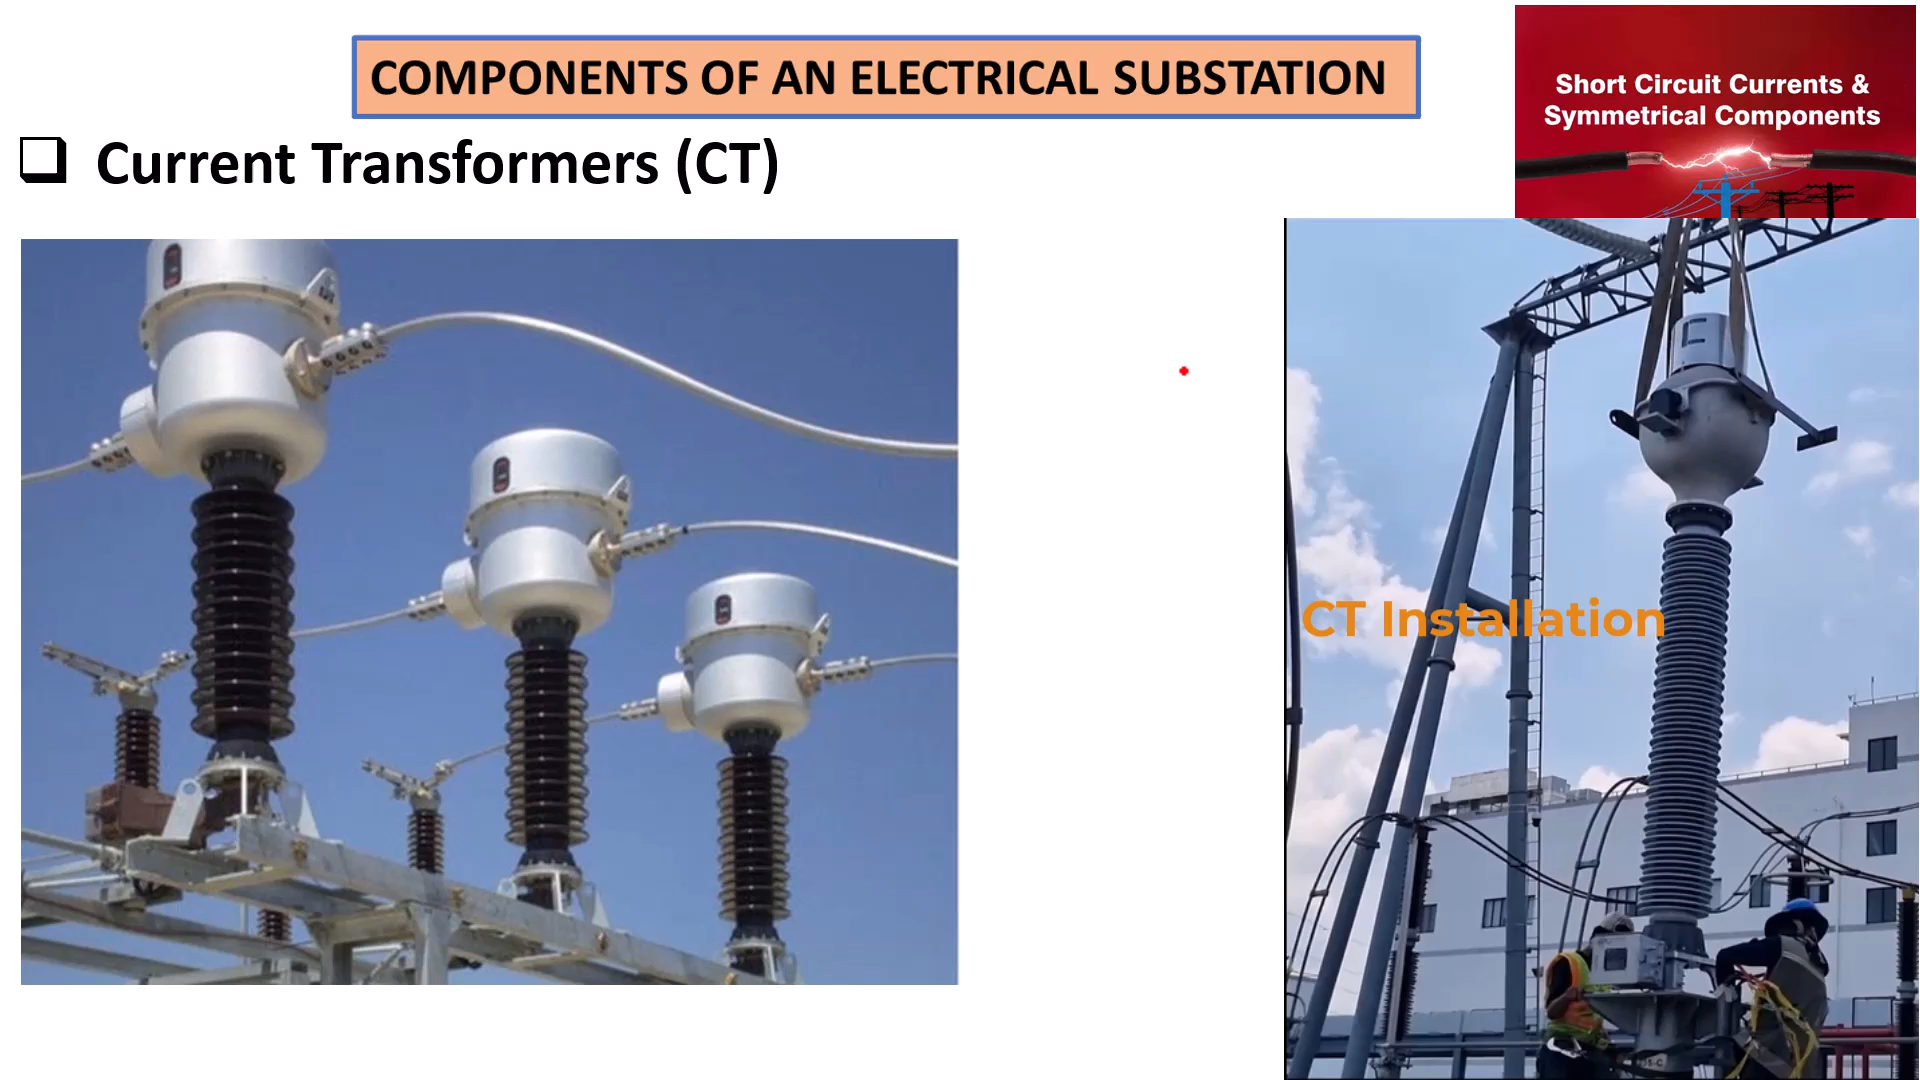 COMPONENTS OF AN ELECTRICAL SUBSTATION
Short Circuit Currents &
Symmetrical Components
Current Transformers (CT)
CT Installation